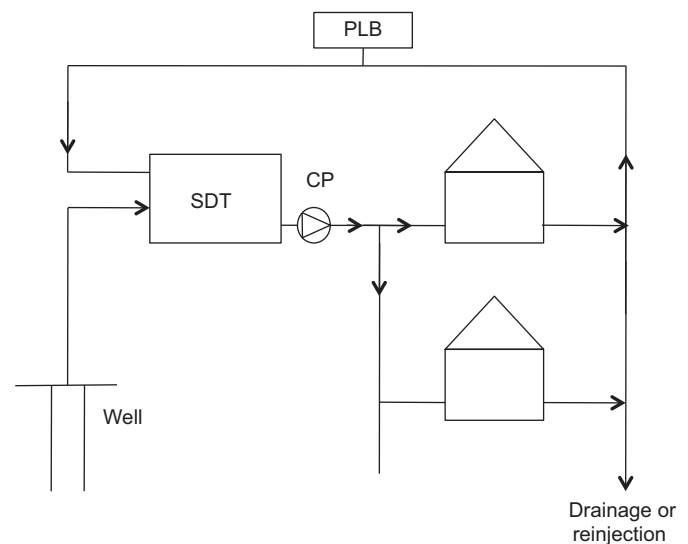 PLB
CP
SDT
Well
Drainage or
reinjection